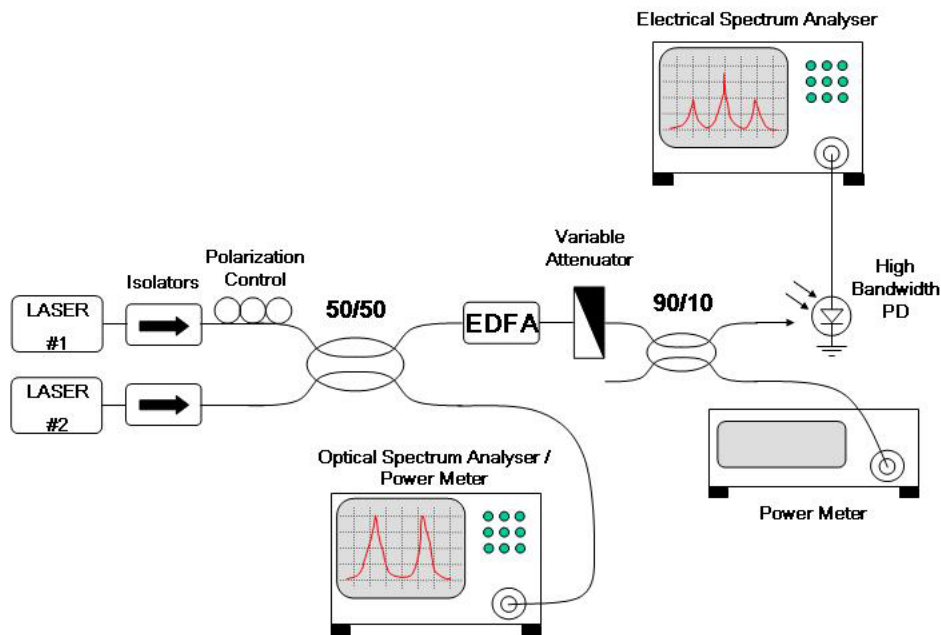 Electrical Spectrum Analyser
Variable
Attenuator
Polarization
Control
Isolators
High
Bandwidth
PD
50/50
90/10
LASER
#1
EDFA
LASER
#2
Optical Spectrum Analyser /
Power Meter
Power Meter